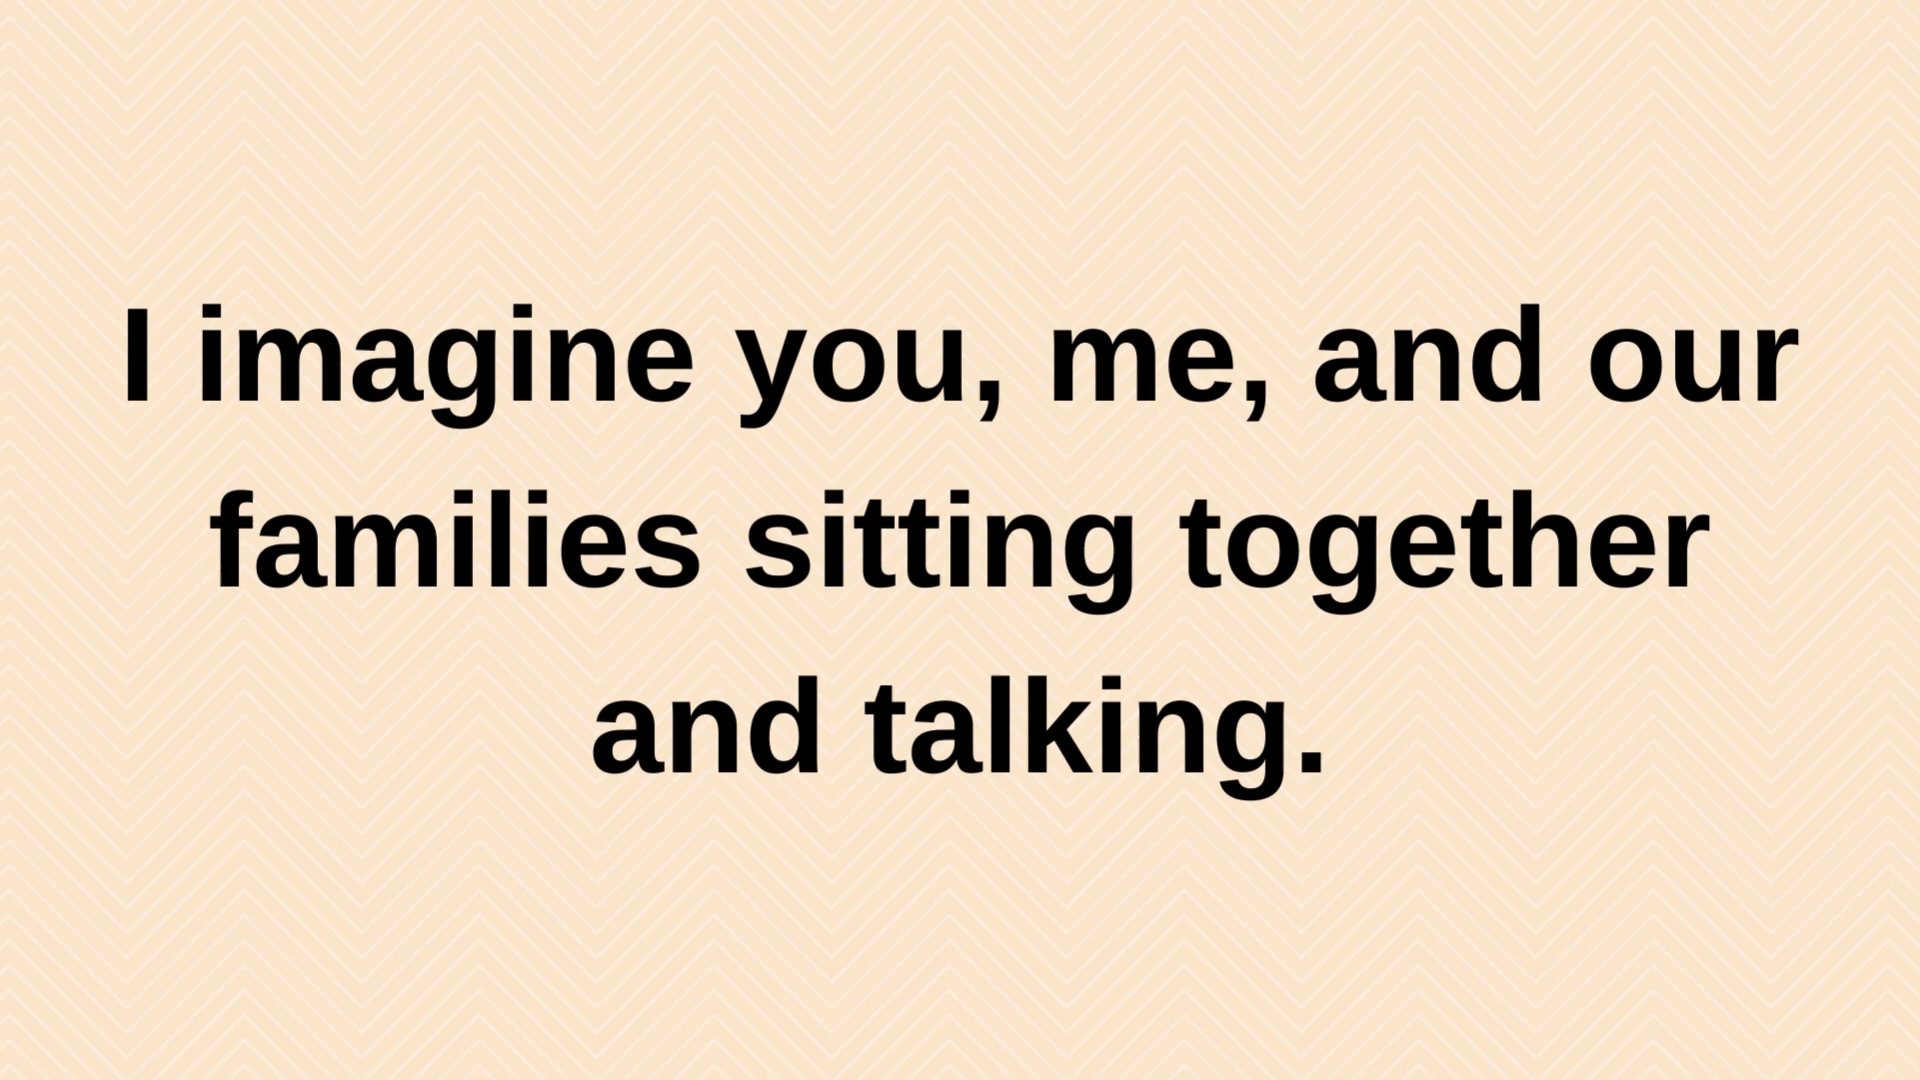 I imagine you, me, and our
families sitting together
and talking.